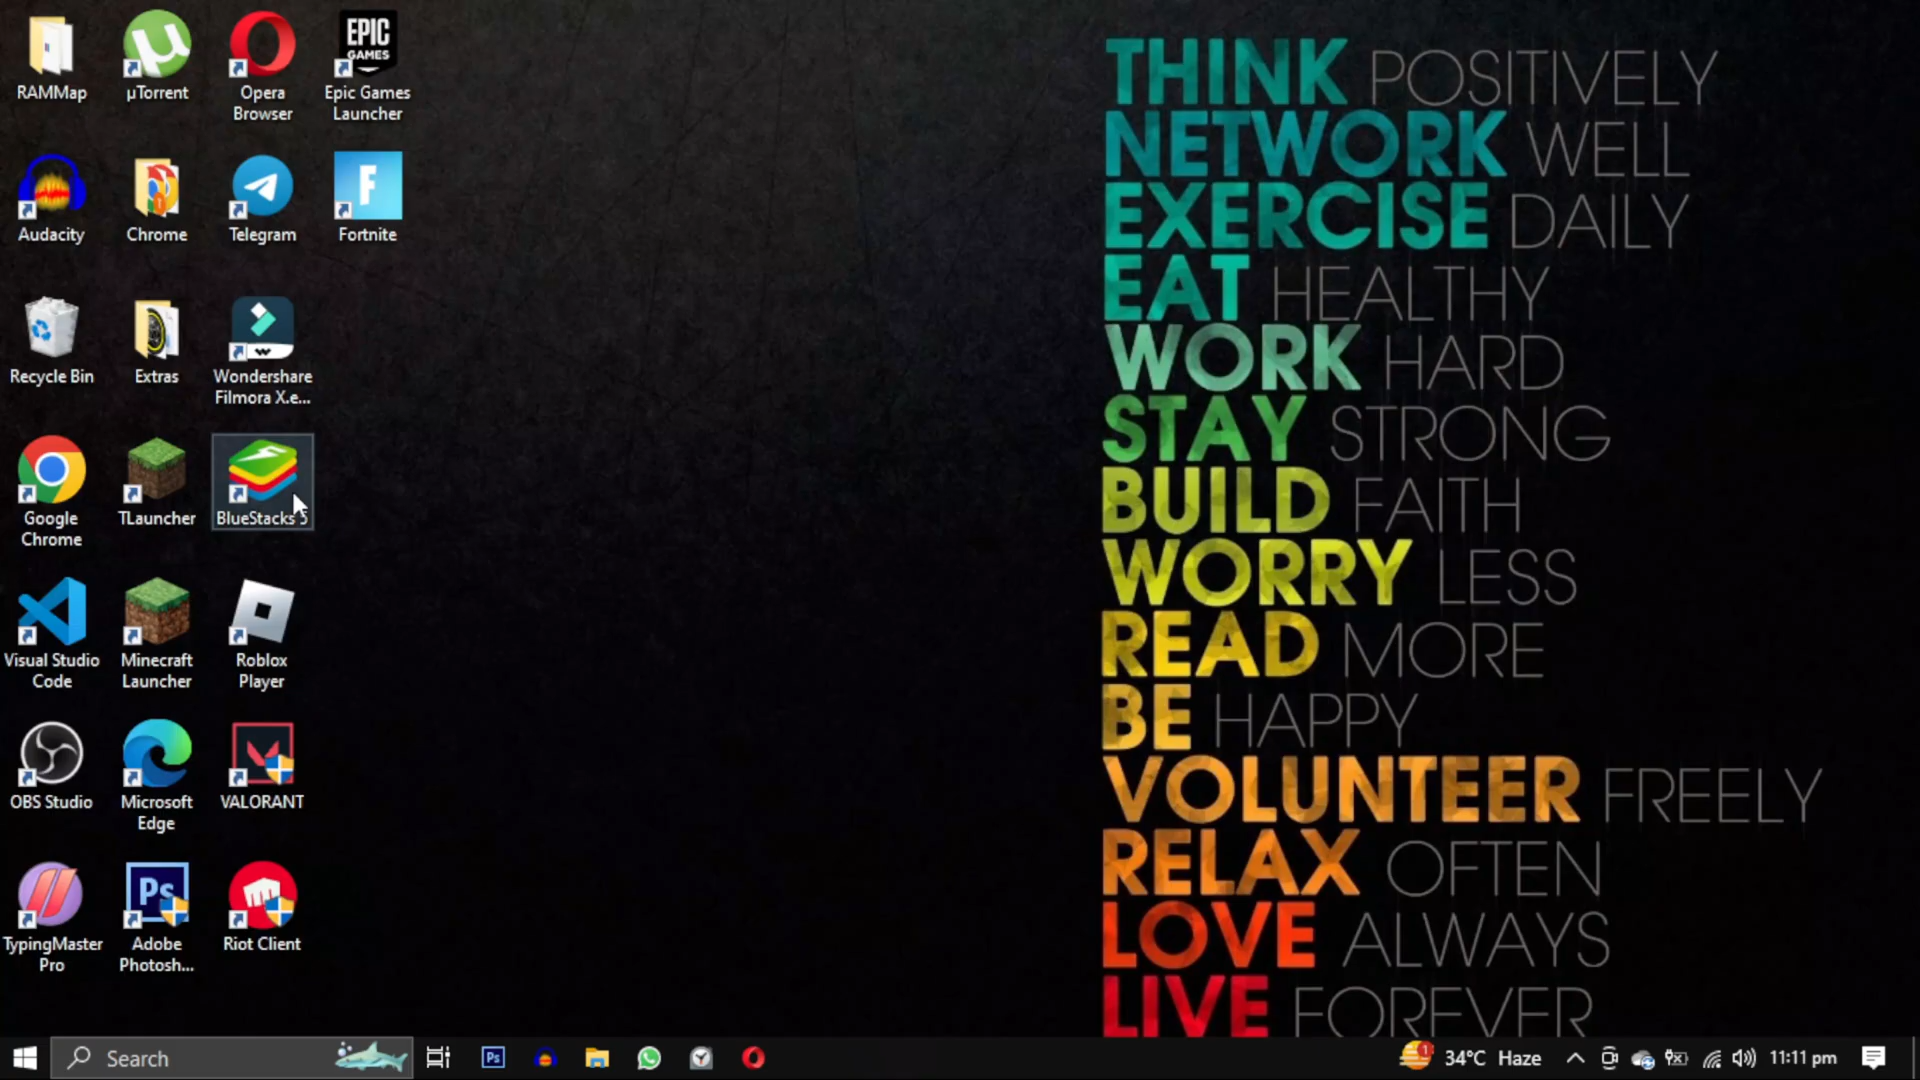 RAMMap
µTorrent
Opera
Browser
EPIC
GAMES
Epic Games
Launcher
Audacity
Chrome
Telegram
F
Fortnite
Recycle Bin
Extras
Wondershare
Filmora X.e...
Google
Chrome
TLauncher
BlueStacks 5
Visual Studio
Code
Minecraft
Launcher
Roblox
Player
OBS Studio
Microsoft
Edge
VALORANT
TypingMaster
Pro
Ps
Adobe
Photosh...
Riot Client
THINK POSITIVELY
NETWORK WELL
EXERCISE DAILY
EAT HEALTHY
WORK HARD
STAY STRONG
BUILD FAITH
WORRY LESS
READ MORE
BE HAPPY
VOLUNTEER FREELY
RELAX OFTEN
LOVE ALWAYS
LIVE FOREVER
Search
Ps
1
34°C Haze
11:11 pm